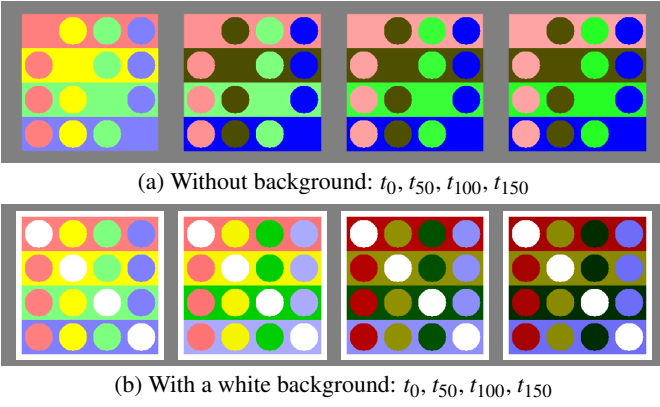 (a) Without background: t₀, t₅₀, t₁₀₀, t₁₅₀
(b) With a white background: t₀, t₅₀, t₁₀₀, t₁₅₀